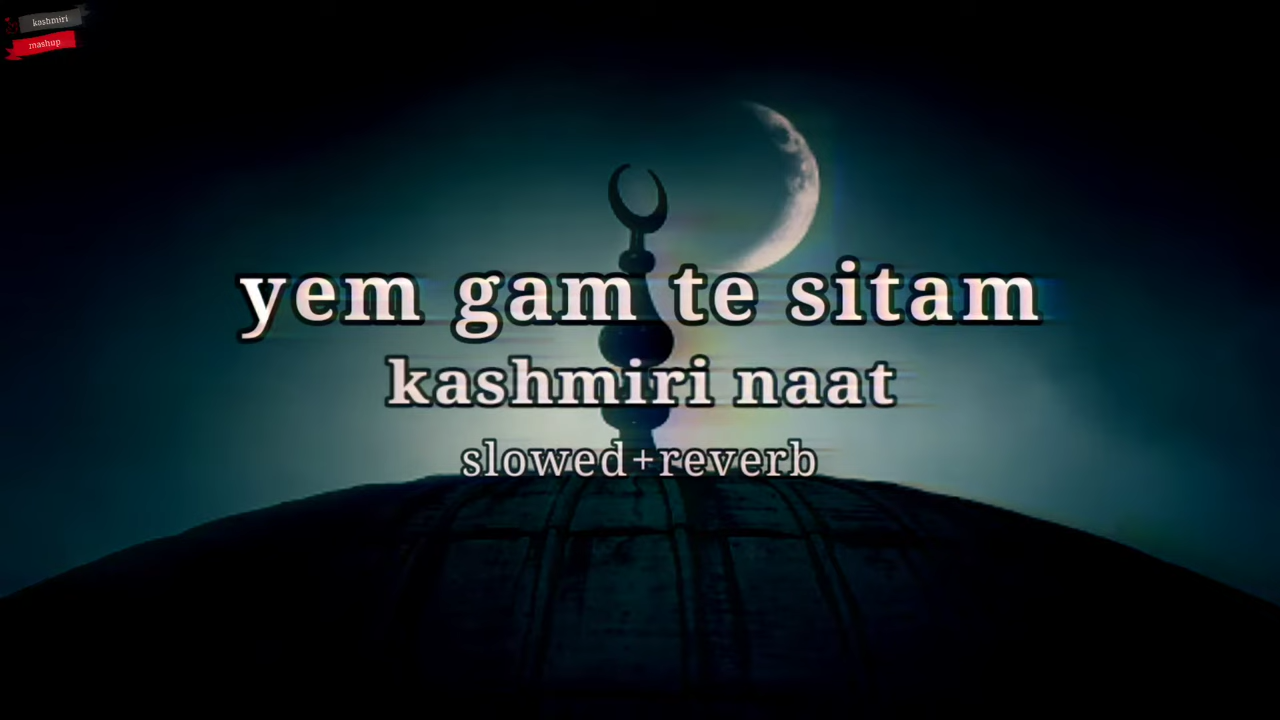 kashmiri
mashup
yem gam te sitam
kashmiri naat
slowed+reverb